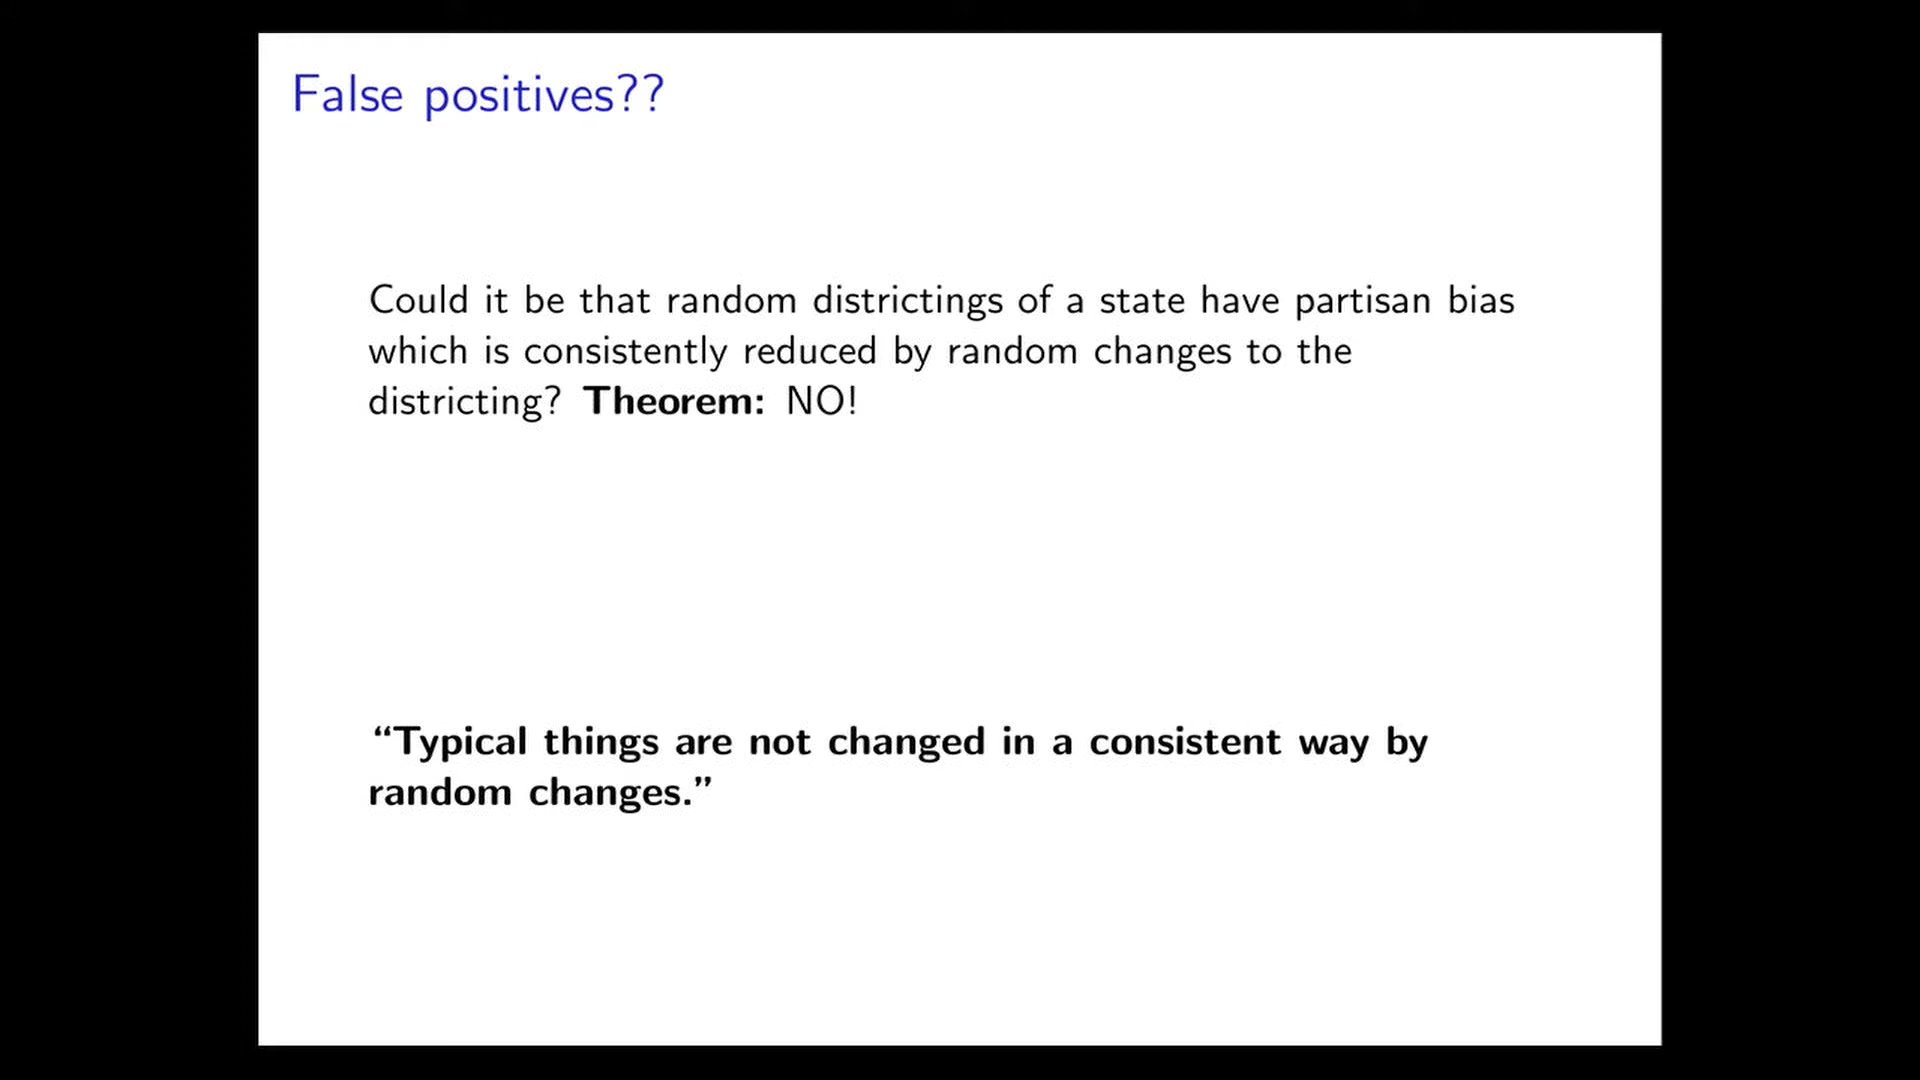 False positives??
Could it be that random districtings of a state have partisan bias
which is consistently reduced by random changes to the
districting? Theorem: NO!
“Typical things are not changed in a consistent way by
random changes.”